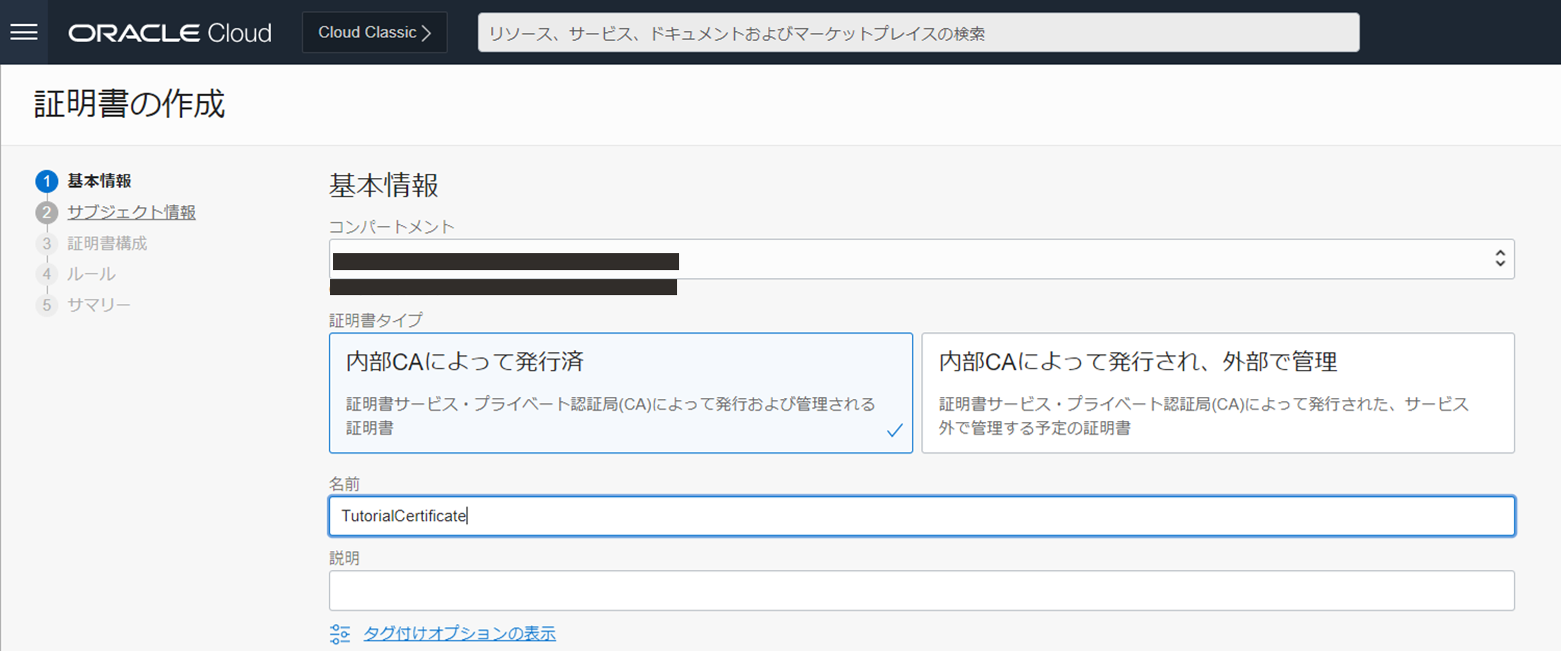 ORACLE Cloud
Cloud Classic
リソース、サービス、ドキュメントおよびマーケットプレイスの検索
証明書の作成
1 基本情報
2 サブジェクト情報
3 証明書構成
4 ルール
5 サマリー
基本情報
コンパートメント
証明書タイプ
内部CAによって発行済
証明書サービス・プライベート認証局(CA)によって発行および管理される
証明書
内部CAによって発行され、外部で管理
証明書サービス・プライベート認証局(CA)によって発行された、サービス
外で管理する予定の証明書
名前
TutorialCertificate
説明
タグ付けオプションの表示